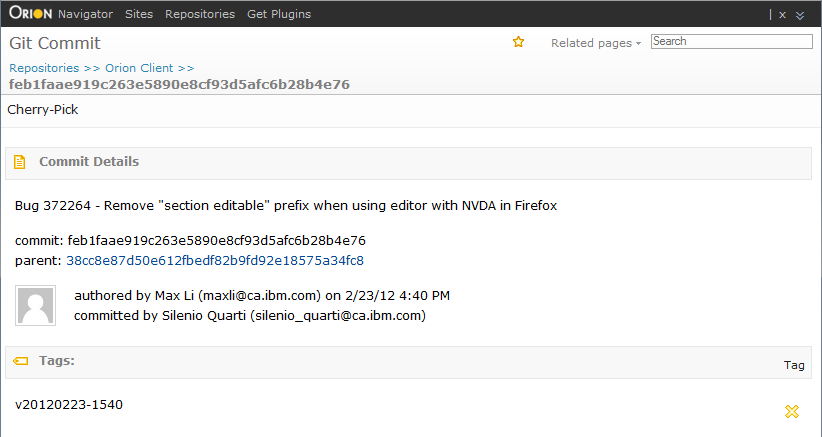 ORION Navigator Sites Repositories Get Plugins | x
Git Commit Related pages Search
Repositories >> Orion Client >>
feb1faae919c263e5890e8cf93d5afc6b28b4e76
Cherry-Pick
Commit Details
Bug 372264 - Remove "section editable" prefix when using editor with NVDA in Firefox
commit: feb1faae919c263e5890e8cf93d5afc6b28b4e76
parent: 38cc8e87d50e612fbedf82b9fd92e18575a34fc8
authored by Max Li (maxli@ca.ibm.com) on 2/23/12 4:40 PM
committed by Silenio Quarti (silenio_quarti@ca.ibm.com)
Tags: Tag
v20120223-1540